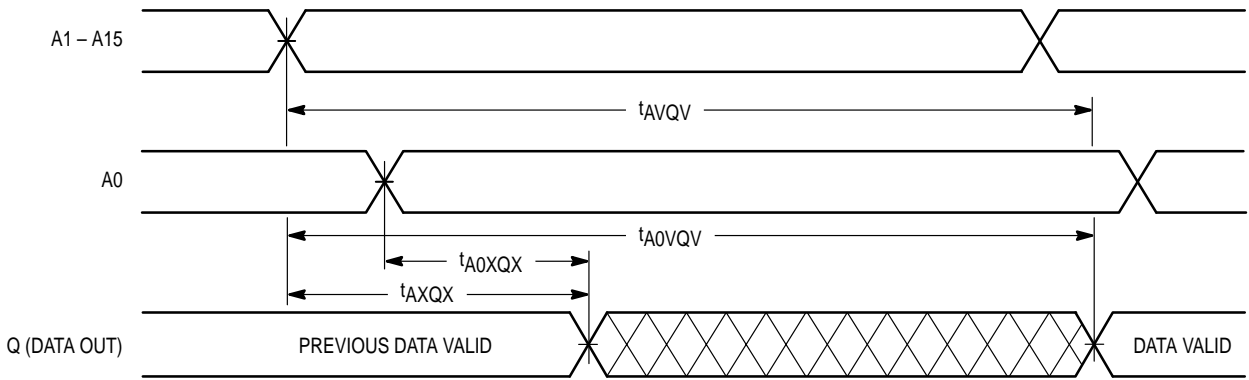 A1 – A15
tAVQV
A0
tA0VQV
tA0XQX
tAXQX
Q (DATA OUT)
PREVIOUS DATA VALID
DATA VALID